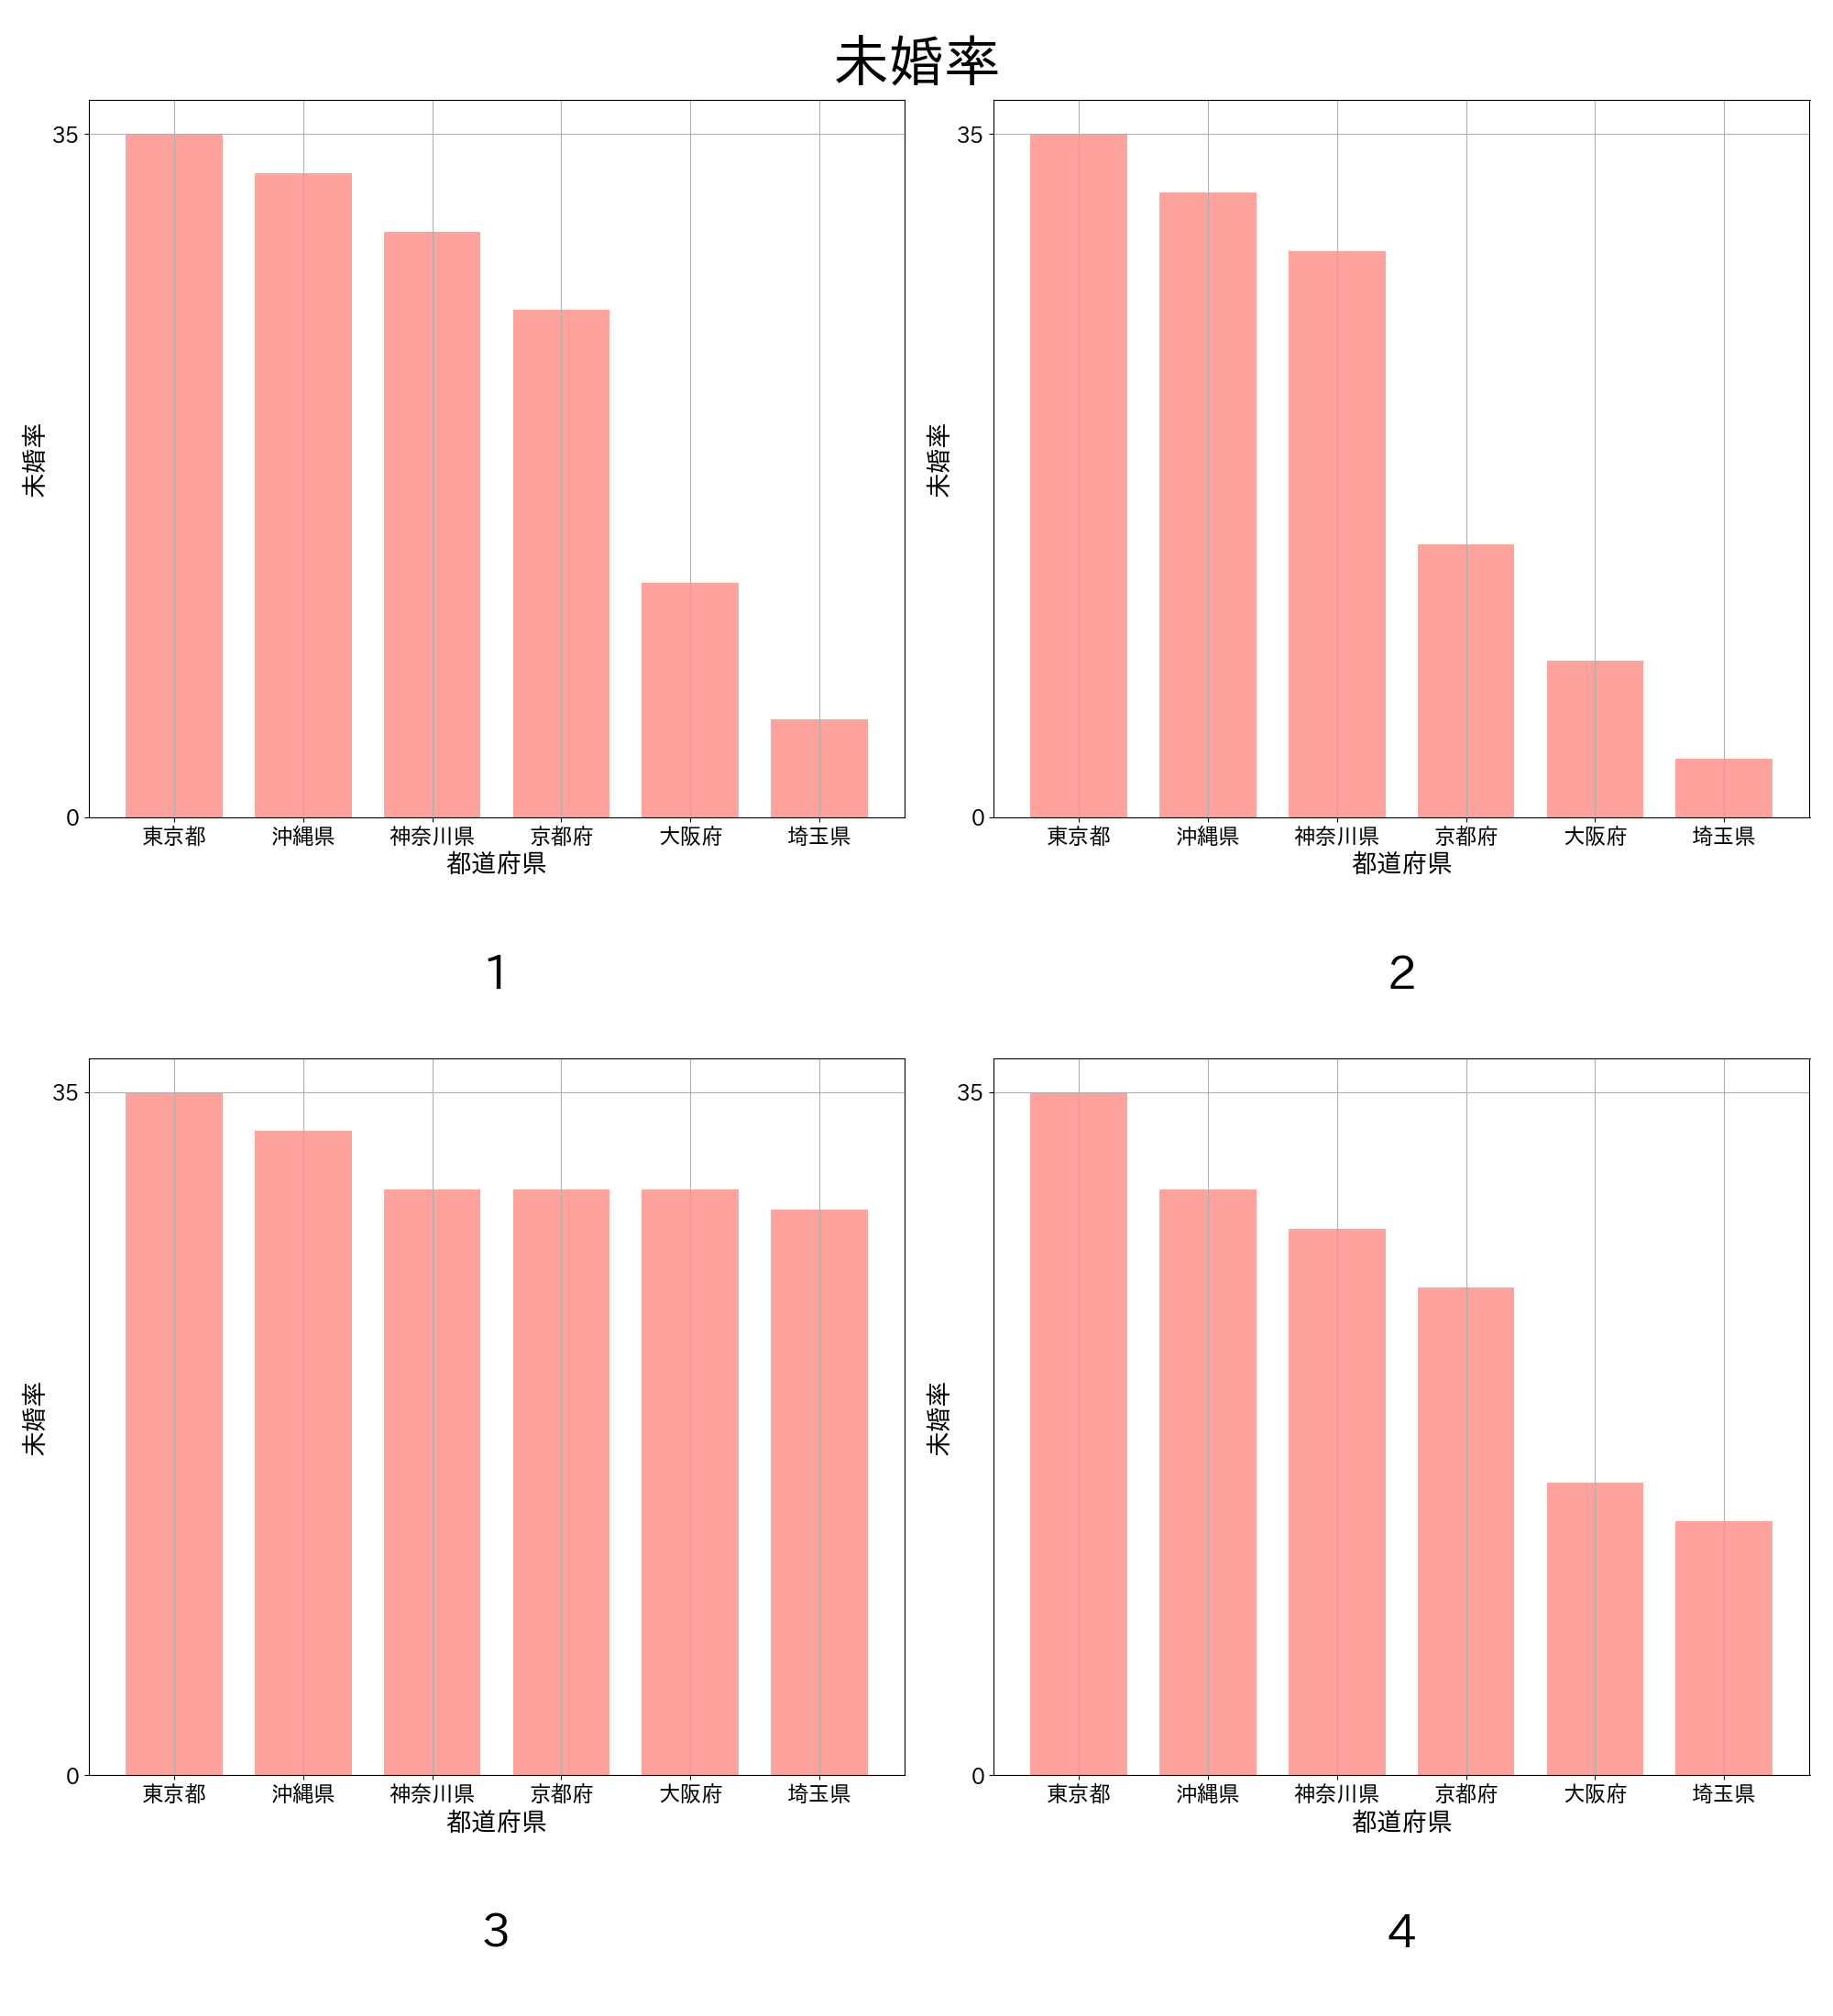 未婚率
35
0
未婚率
東京都 沖縄県 神奈川県 京都府 大阪府 埼玉県
都道府県
1
35
0
未婚率
東京都 沖縄県 神奈川県 京都府 大阪府 埼玉県
都道府県
2
35
0
未婚率
東京都 沖縄県 神奈川県 京都府 大阪府 埼玉県
都道府県
3
35
0
未婚率
東京都 沖縄県 神奈川県 京都府 大阪府 埼玉県
都道府県
4